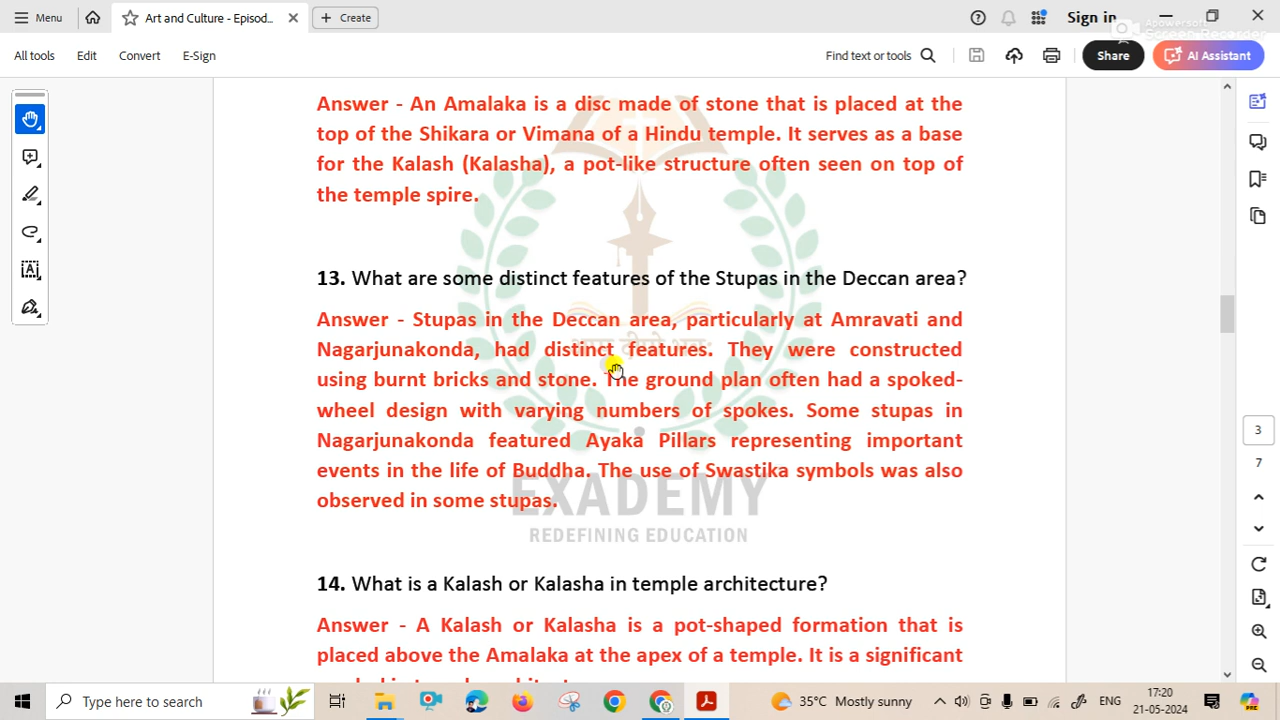 Menu
Art and Culture - Episod...
Create
Sign in
Apowersoft
Screen Recorder
All tools
Edit
Convert
E-Sign
Find text or tools
Share
AI Assistant
Answer - An Amalaka is a disc made of stone that is placed at the
top of the Shikara or Vimana of a Hindu temple. It serves as a base
for the Kalash (Kalasha), a pot-like structure often seen on top of
the temple spire.
13. What are some distinct features of the Stupas in the Deccan area?
Answer - Stupas in the Deccan area, particularly at Amravati and
Nagarjunakonda, had distinct features. They were constructed
using burnt bricks and stone. The ground plan often had a spoked-
wheel design with varying numbers of spokes. Some stupas in
Nagarjunakonda featured Ayaka Pillars representing important
events in the life of Buddha. The use of Swastika symbols was also
observed in some stupas.
EXADEMY
REDEFINING EDUCATION
14. What is a Kalash or Kalasha in temple architecture?
Answer - A Kalash or Kalasha is a pot-shaped formation that is
placed above the Amalaka at the apex of a temple. It is a significant
3
7
Type here to search
35°C Mostly sunny
ENG
17:20
21-05-2024